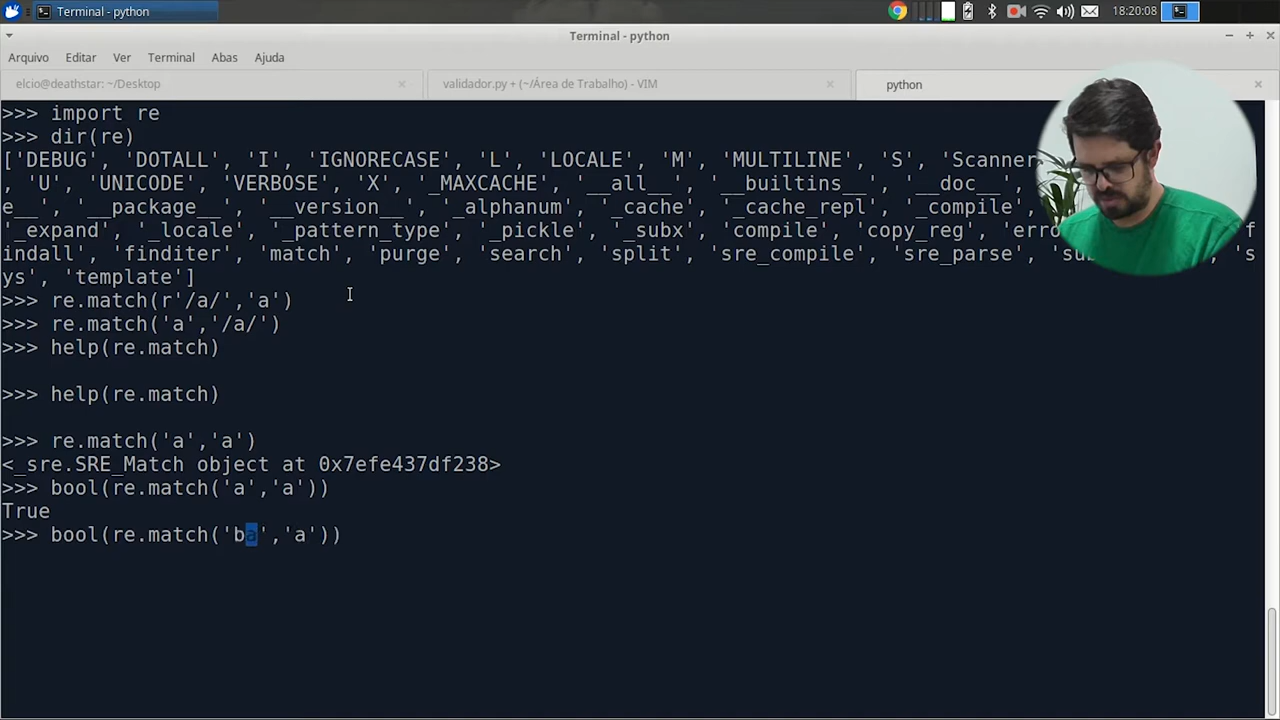 Terminal - python
18:20:08
Terminal - python
Arquivo Editar Ver Terminal Abas Ajuda
elcio@deathstar: ~/Desktop
validador.py + (~/Área de Trabalho) - VIM
python
>>> import re
>>> dir(re)
['DEBUG', 'DOTALL', 'I', 'IGNORECASE', 'L', 'LOCALE', 'M', 'MULTILINE', 'S', 'Scanner
, 'U', 'UNICODE', 'VERBOSE', 'X', '_MAXCACHE', '__all__', '__builtins__', '__doc__',
e__', '__package__', '__version__', '_alphanum', '_cache', '_cache_repl', '_compile',
'_expand', '_locale', '_pattern_type', '_pickle', '_subx', 'compile', 'copy_reg', 'erro 'f
indall', 'finditer', 'match', 'purge', 'search', 'split', 'sre_compile', 'sre_parse', 'su 's
ys', 'template']
>>> re.match(r'/a/','a')
>>> re.match('a','/a/')
>>> help(re.match)
>>> help(re.match)
>>> re.match('a','a')
<_sre.SRE_Match object at 0x7efe437df238>
>>> bool(re.match('a','a'))
True
>>> bool(re.match('ba','a'))